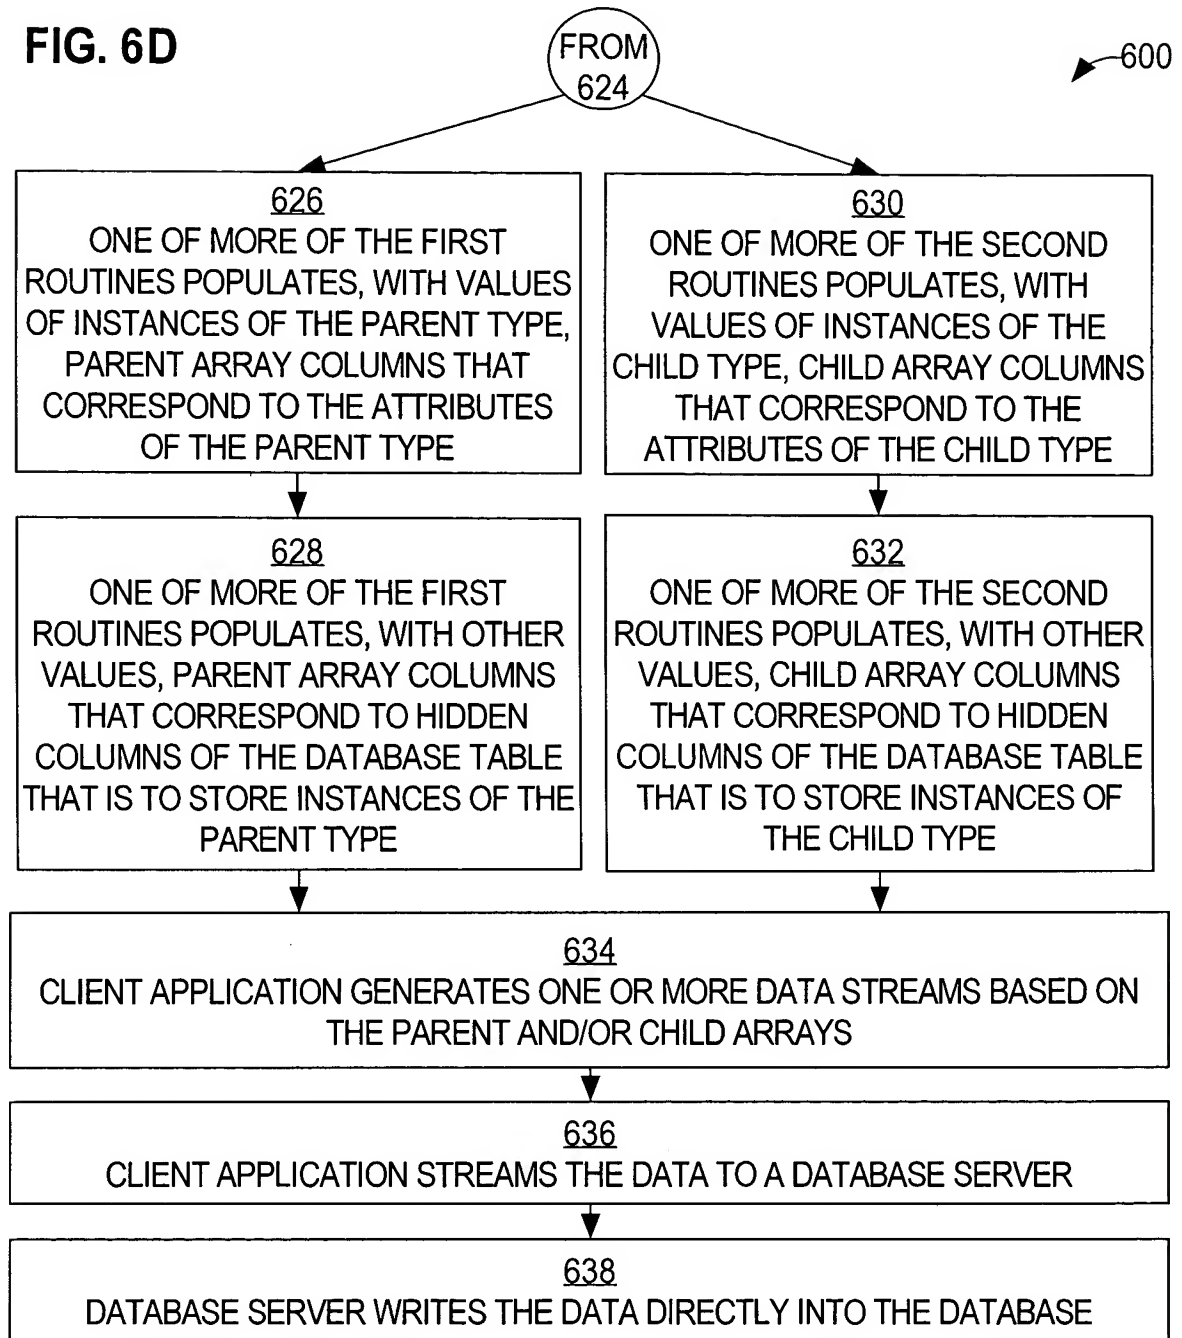 FIG. 6D
FROM
624
600
626
ONE OF MORE OF THE FIRST
ROUTINES POPULATES, WITH VALUES
OF INSTANCES OF THE PARENT TYPE,
PARENT ARRAY COLUMNS THAT
CORRESPOND TO THE ATTRIBUTES
OF THE PARENT TYPE
630
ONE OF MORE OF THE SECOND
ROUTINES POPULATES, WITH
VALUES OF INSTANCES OF THE
CHILD TYPE, CHILD ARRAY COLUMNS
THAT CORRESPOND TO THE
ATTRIBUTES OF THE CHILD TYPE
628
ONE OF MORE OF THE FIRST
ROUTINES POPULATES, WITH OTHER
VALUES, PARENT ARRAY COLUMNS
THAT CORRESPOND TO HIDDEN
COLUMNS OF THE DATABASE TABLE
THAT IS TO STORE INSTANCES OF THE
PARENT TYPE
632
ONE OF MORE OF THE SECOND
ROUTINES POPULATES, WITH OTHER
VALUES, CHILD ARRAY COLUMNS
THAT CORRESPOND TO HIDDEN
COLUMNS OF THE DATABASE TABLE
THAT IS TO STORE INSTANCES OF
THE CHILD TYPE
634
CLIENT APPLICATION GENERATES ONE OR MORE DATA STREAMS BASED ON
THE PARENT AND/OR CHILD ARRAYS
636
CLIENT APPLICATION STREAMS THE DATA TO A DATABASE SERVER
638
DATABASE SERVER WRITES THE DATA DIRECTLY INTO THE DATABASE